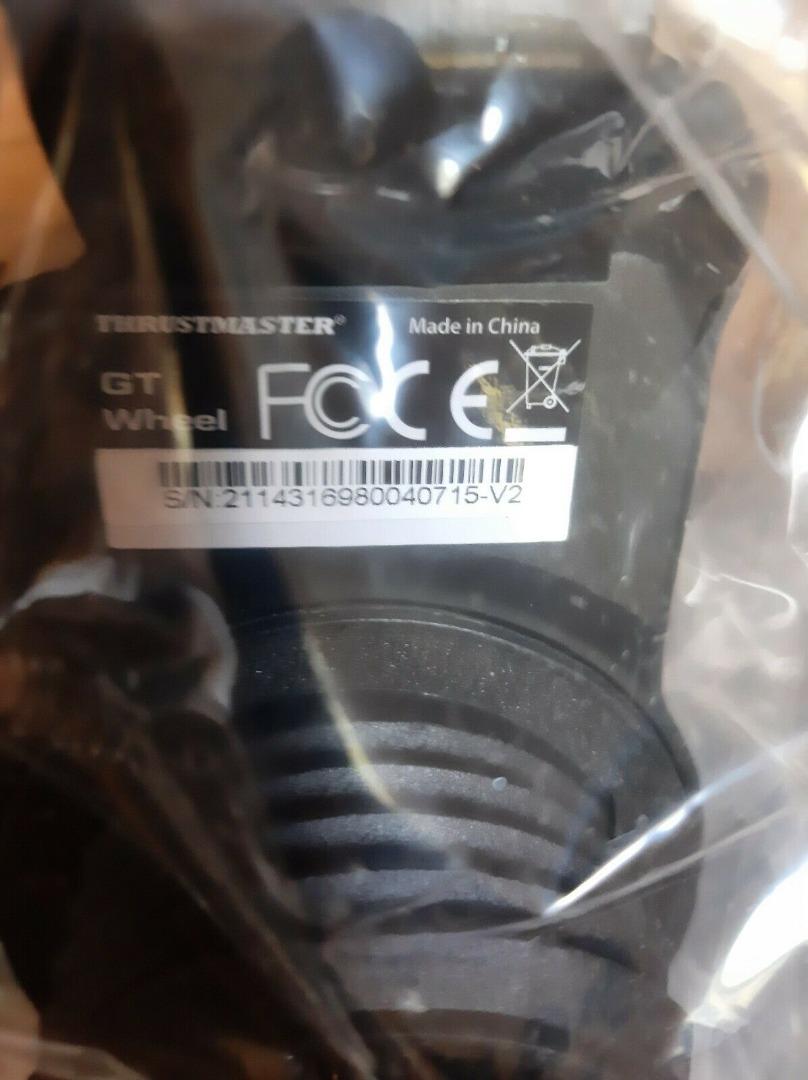 THRUSTMASTER® Made in China
GT
Wheel
FC CE
S/N:2114316980040715-V2